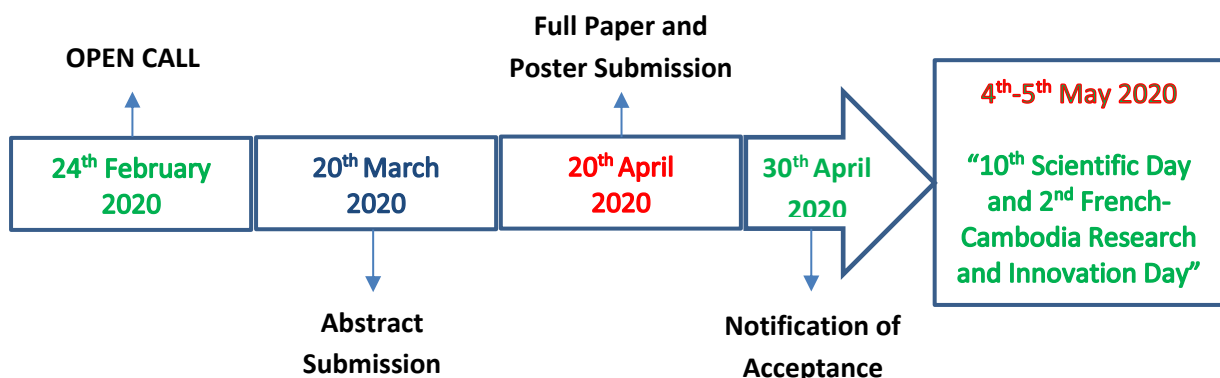 OPEN CALL
24th February
2020
20th March
2020
Abstract
Submission
Full Paper and
Poster Submission
20th April
2020
30th April
2020
Notification of
Acceptance
4th-5th May 2020
“10th Scientific Day
and 2nd French-
Cambodia Research
and Innovation Day”